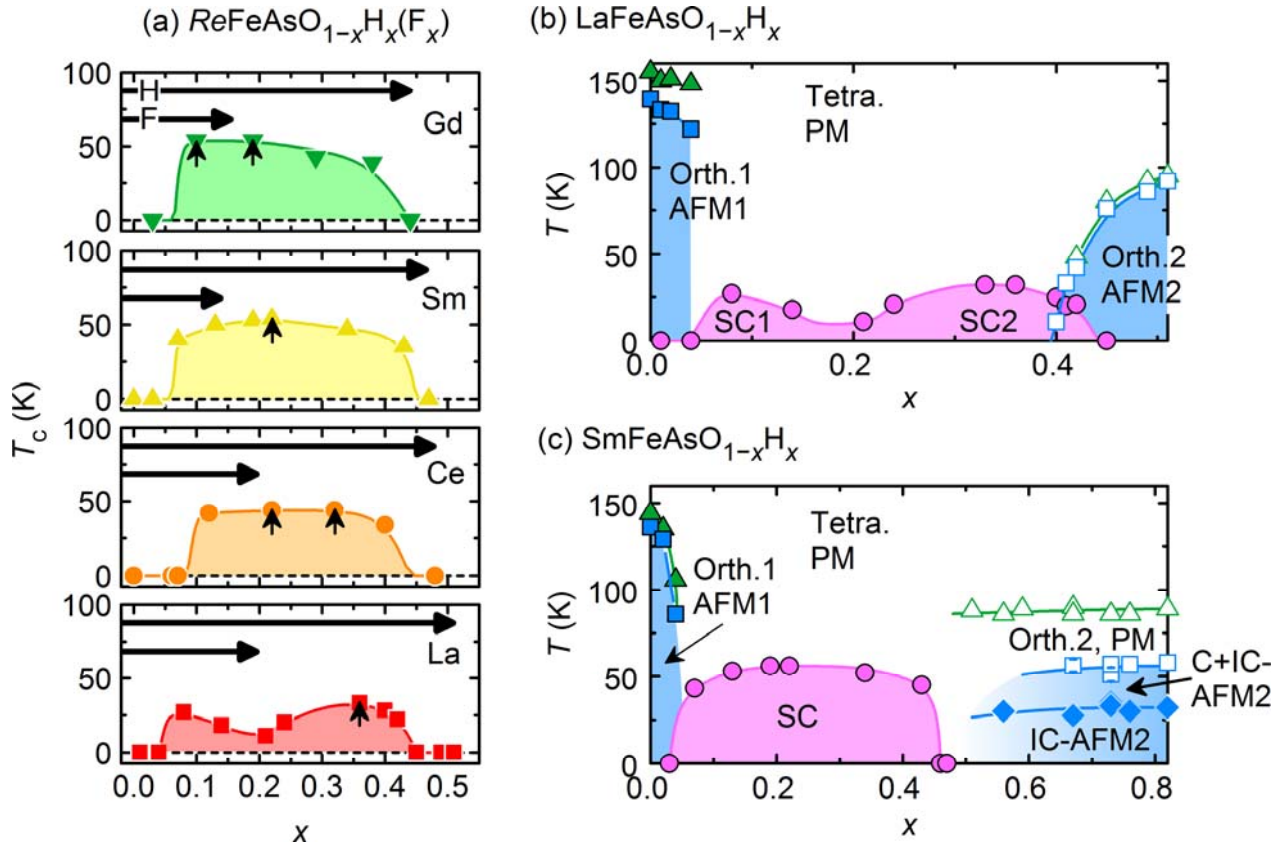 (a) ReFeAsO₁₋ₓHₓ(Fₓ)
100
H
F
Gd
50
0
100
Sm
50
0
100
Ce
50
0
100
La
50
0
T_c (K)
0.0 0.1 0.2 0.3 0.4 0.5
x
(b) LaFeAsO₁₋ₓHₓ
150
Tetra.
PM
100
Orth.1
AFM1
T (K)
50
Orth.2
AFM2
SC1
SC2
0
0.0 0.2 0.4
x
(c) SmFeAsO₁₋ₓHₓ
150
Tetra.
PM
Orth.1
AFM1
100
T (K)
Orth.2, PM
C+IC-
AFM2
50
SC
IC-AFM2
0
0.0 0.2 0.4 0.6 0.8
x